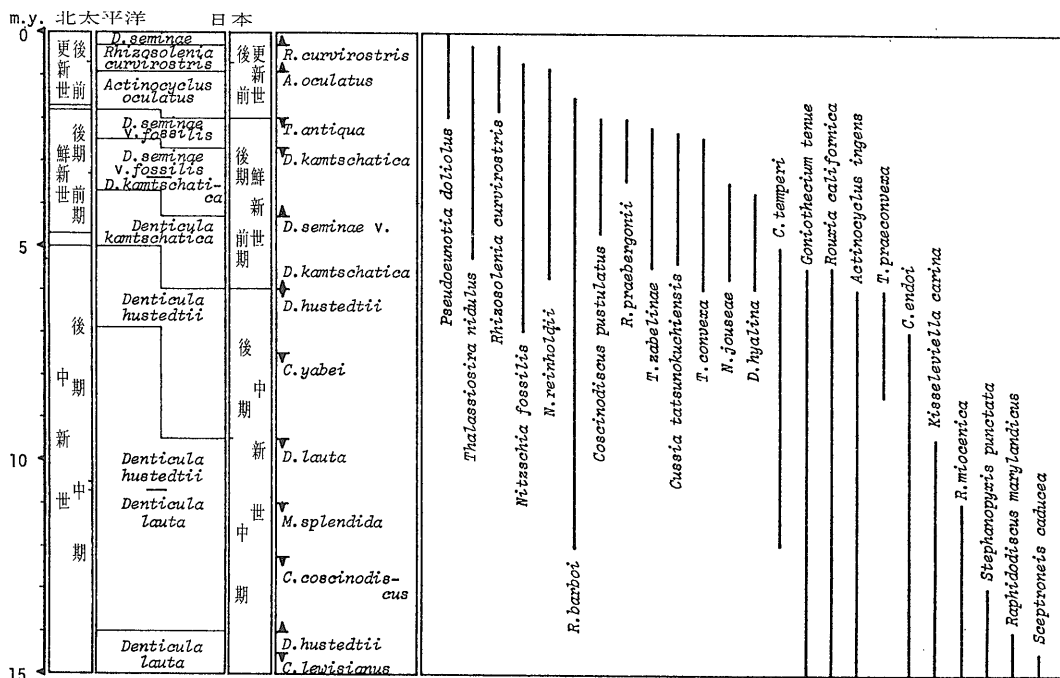 m.y. 北太平洋 日本
0
5
10
15
更新世
後
前
鮮新世
後期
前期
中新世
後期
中期
D.seminae
Rhizosolenia
curvirostris
Actinocyclus
oculatus
D.seminae
v.fossilis
D.seminae
v.fossilis
D.kamtschati-
ca
Denticula
kamtschatica
Denticula
hustedtii
Denticula
hustedtii
Denticula
lauta
Denticula
lauta
更新世
後
前
鮮新世
後期
前期
中新世
後期
中期
R.curvirostris
A.oculatus
T.antiqua
D.kamtschatica
D.seminae v.
D.kamtschatica
D.hustedtii
C.yabei
D.lauta
M.splendida
C.coscinodis-
cus
D.hustedtii
C.lewisianus
Pseudoeunotia doliolus
Thalassiosira nidulus
Rhizosolenia curvirostris
Nitzschia fossilis
N.reinholdii
R.barboi
Coscinodiscus pustulatus
R.praebergonii
T.zabelinae
Cussia tatsunokuchiensis
T.convexa
N.jouseae
D.hyalina
C.temperi
Goniothecium tenue
Rouxia californica
Actinocyclus ingens
T.praeconvexa
C.endoi
Kisseleviella carina
R.miocenica
Stephanopyxis punctata
Raphidodiscus marylandicus
Sceptroneis caducea